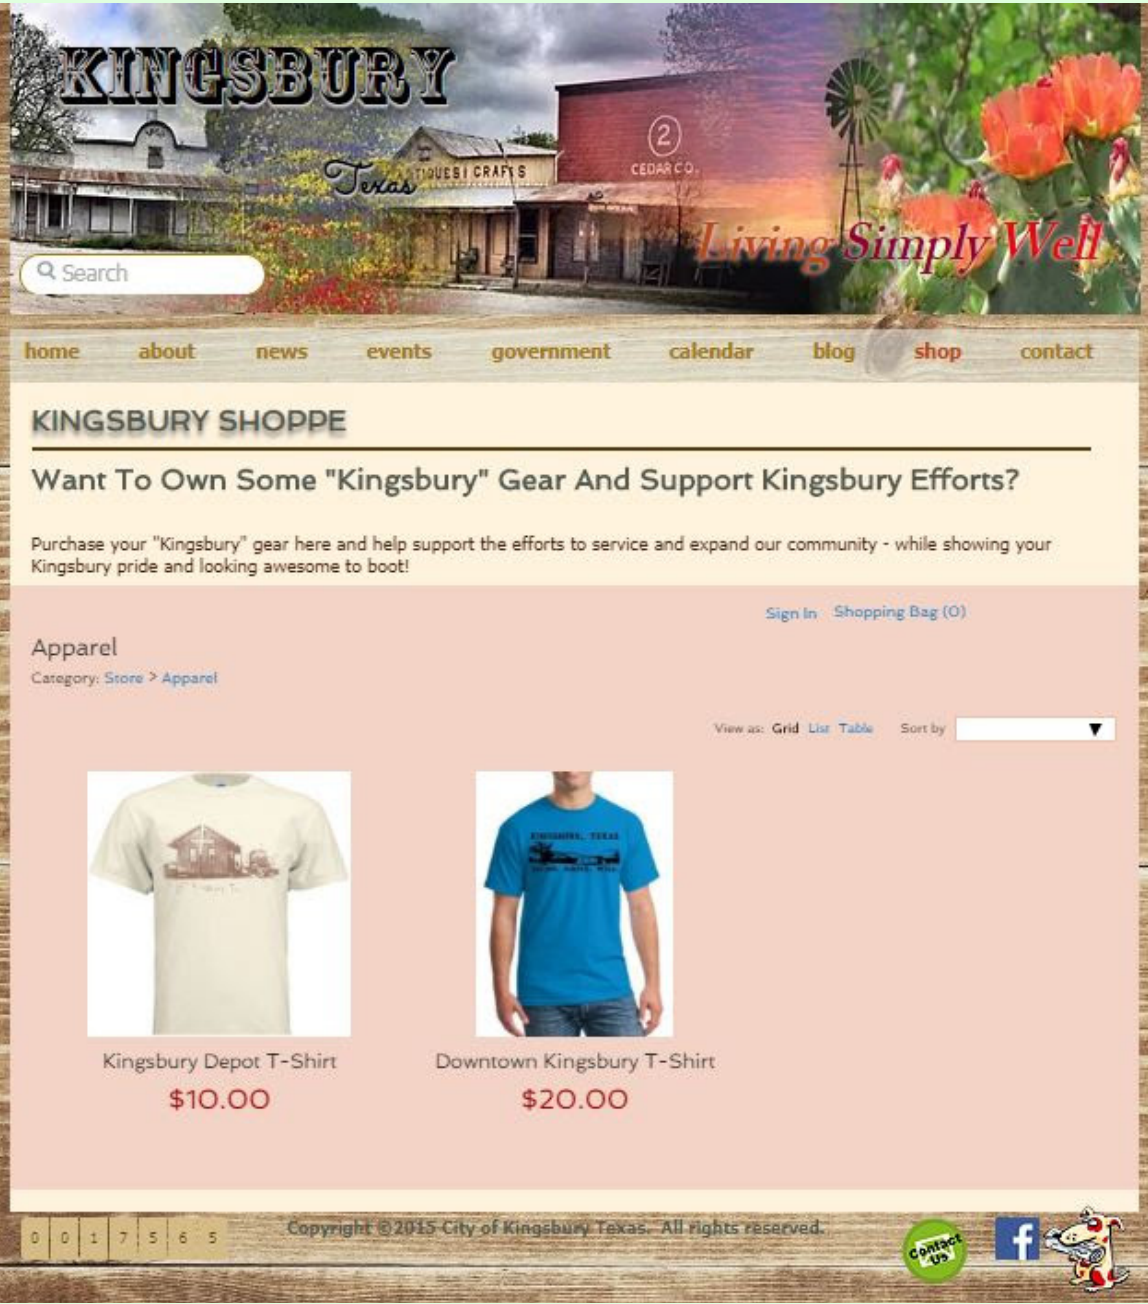 KINGSBURY
Texas
ANTIQUES & CRAFTS
2
CEDAR CO.
Living Simply Well
Search
home about news events government calendar blog shop contact
KINGSBURY SHOPPE
Want To Own Some "Kingsbury" Gear And Support Kingsbury Efforts?
Purchase your "Kingsbury" gear here and help support the efforts to service and expand our community - while showing your
Kingsbury pride and looking awesome to boot!
Sign In Shopping Bag (0)
Apparel
Category: Store > Apparel
View as: Grid List Table Sort by
KINGSBURY, TEXAS
Kingsbury Depot T-Shirt Downtown Kingsbury T-Shirt
$10.00 $20.00
0 0 1 7 5 6 5
Copyright ©2015 City of Kingsbury Texas. All rights reserved.
Contact
Us
f